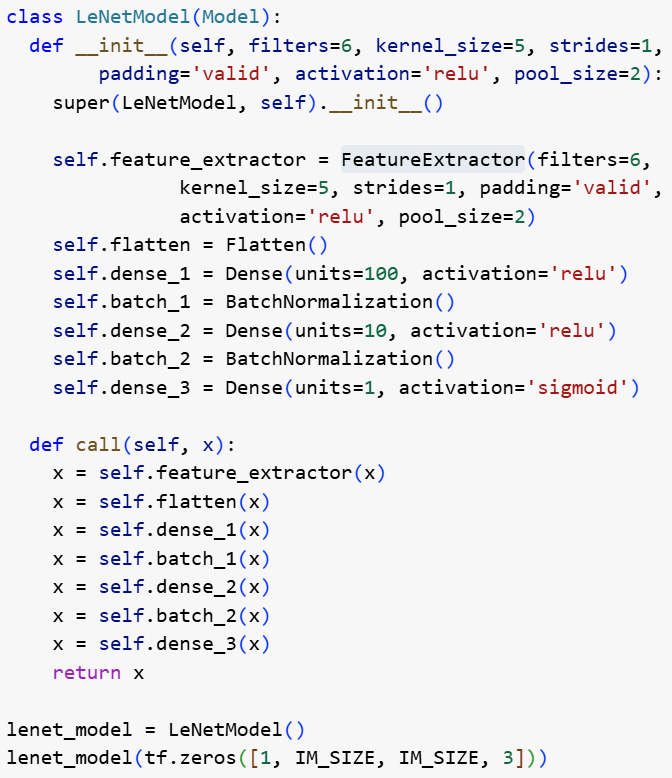 class LeNetModel(Model):
  def __init__(self, filters=6, kernel_size=5, strides=1,
        padding='valid', activation='relu', pool_size=2):
    super(LeNetModel, self).__init__()

    self.feature_extractor = FeatureExtractor(filters=6,
               kernel_size=5, strides=1, padding='valid',
               activation='relu', pool_size=2)
    self.flatten = Flatten()
    self.dense_1 = Dense(units=100, activation='relu')
    self.batch_1 = BatchNormalization()
    self.dense_2 = Dense(units=10, activation='relu')
    self.batch_2 = BatchNormalization()
    self.dense_3 = Dense(units=1, activation='sigmoid')

  def call(self, x):
    x = self.feature_extractor(x)
    x = self.flatten(x)
    x = self.dense_1(x)
    x = self.batch_1(x)
    x = self.dense_2(x)
    x = self.batch_2(x)
    x = self.dense_3(x)
    return x

lenet_model = LeNetModel()
lenet_model(tf.zeros([1, IM_SIZE, IM_SIZE, 3]))